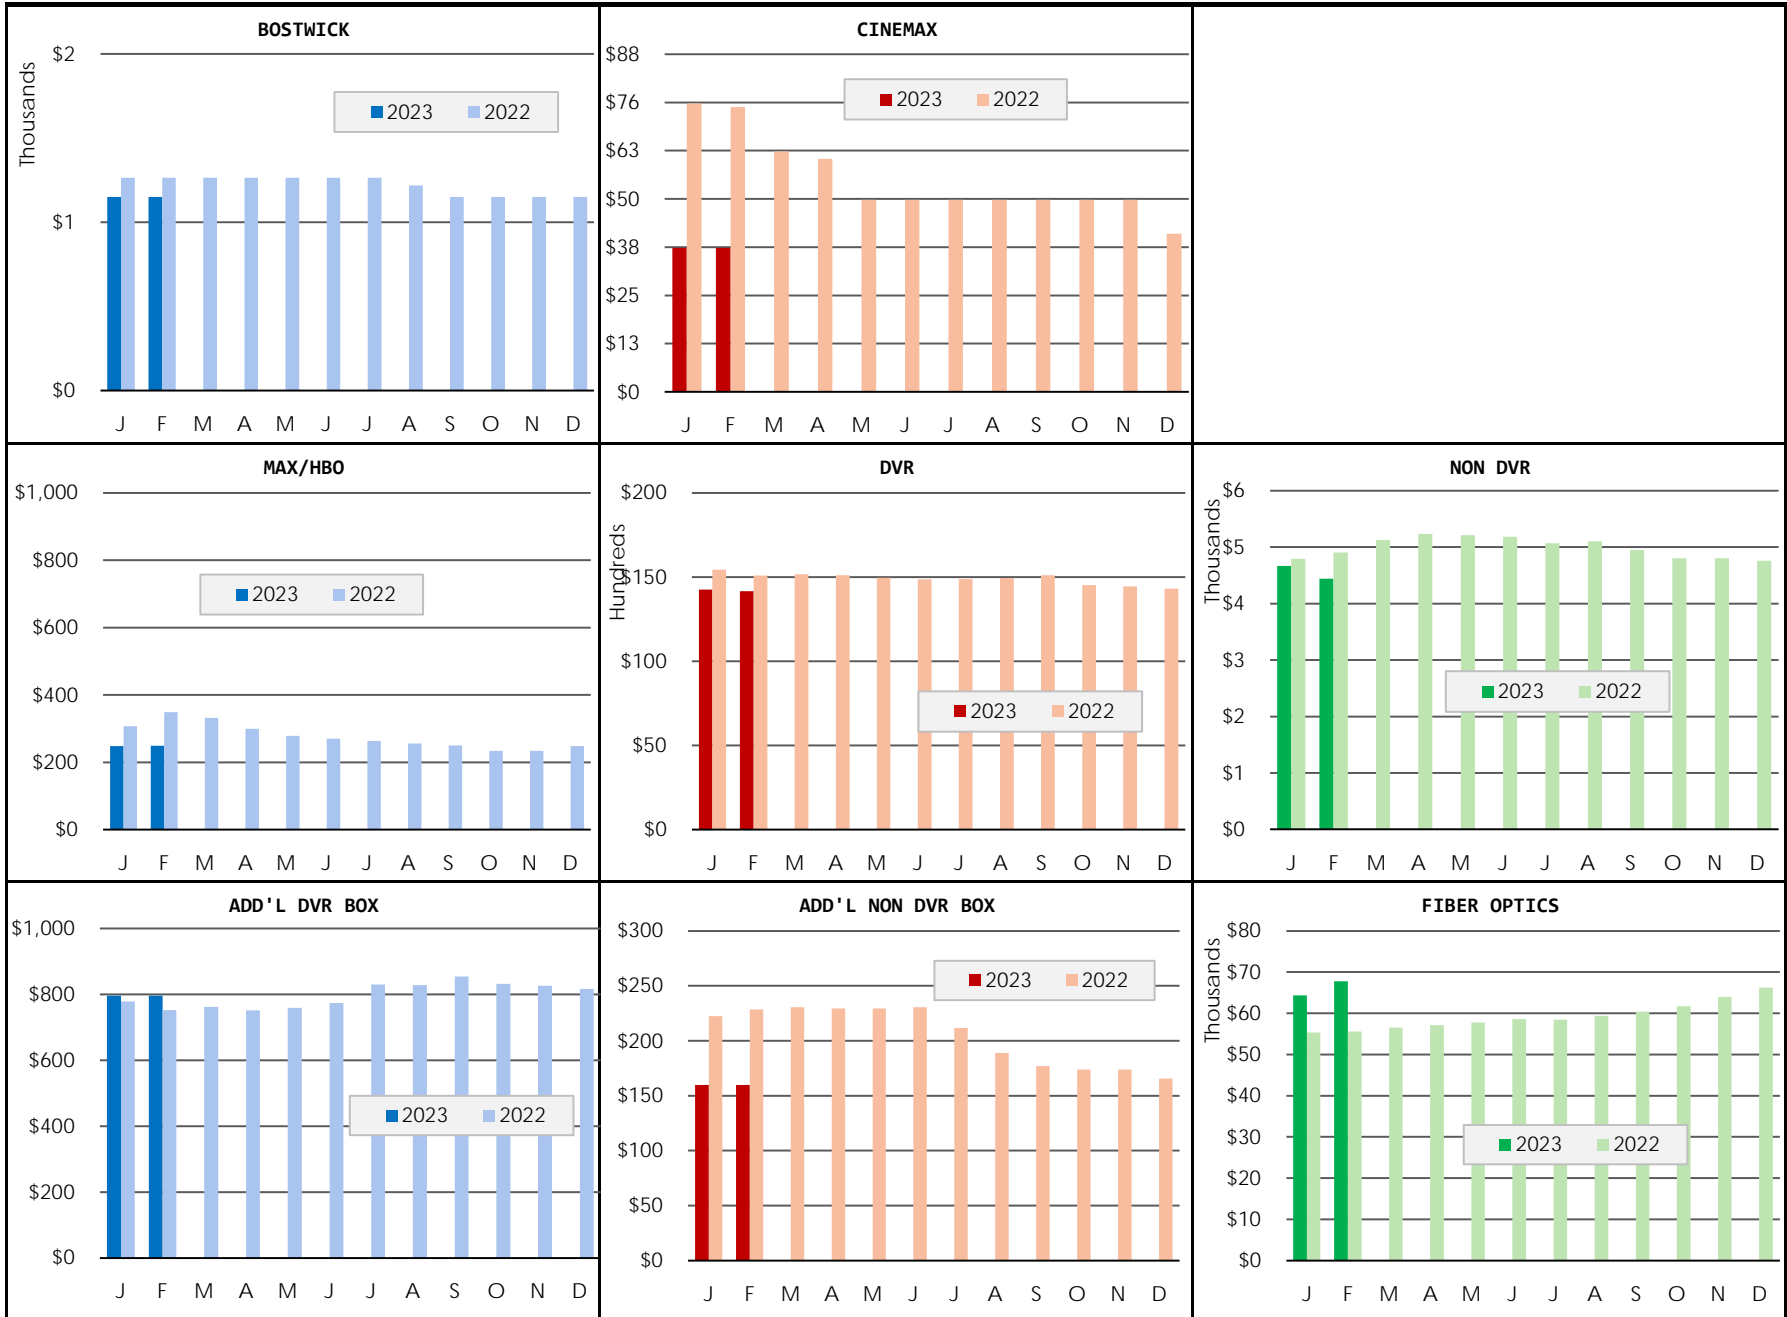 BOSTWICK
Thousands
$2
$1
$0
2023 2022
J F M A M J J A S O N D
CINEMAX
$88
$76
$63
$50
$38
$25
$13
$0
2023 2022
J F M A M J J A S O N D
MAX/HBO
$1,000
$800
$600
$400
$200
$0
2023 2022
J F M A M J J A S O N D
DVR
Hundreds
$200
$150
$100
$50
$0
2023 2022
J F M A M J J A S O N D
NON DVR
Thousands
$6
$5
$4
$3
$2
$1
$0
2023 2022
J F M A M J J A S O N D
ADD'L DVR BOX
$1,000
$800
$600
$400
$200
$0
2023 2022
J F M A M J J A S O N D
ADD'L NON DVR BOX
$300
$250
$200
$150
$100
$50
$0
2023 2022
J F M A M J J A S O N D
FIBER OPTICS
Thousands
$80
$70
$60
$50
$40
$30
$20
$10
$0
2023 2022
J F M A M J J A S O N D